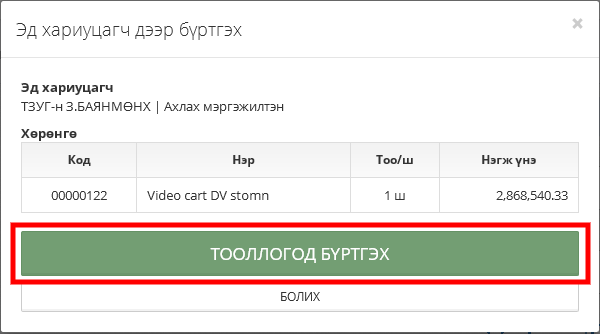 Эд хариуцагч дээр бүртгэх
×
Эд хариуцагч
ТЗУГ-н З.БАЯНМӨНХ | Ахлах мэргэжилтэн
Хөрөнгө
Код Нэр Тоо/ш Нэгж үнэ
00000122 Video cart DV stomn 1 ш 2,868,540.33
ТООЛЛОГОД БҮРТГЭХ
БОЛИХ